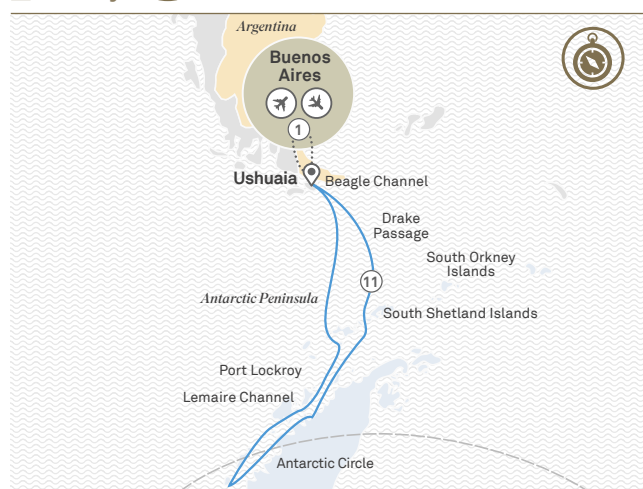 Argentina
Buenos
Aires
1
Ushuaia
Beagle Channel
Drake
Passage
South Orkney
Islands
11
Antarctic Peninsula
South Shetland Islands
Port Lockroy
Lemaire Channel
Antarctic Circle